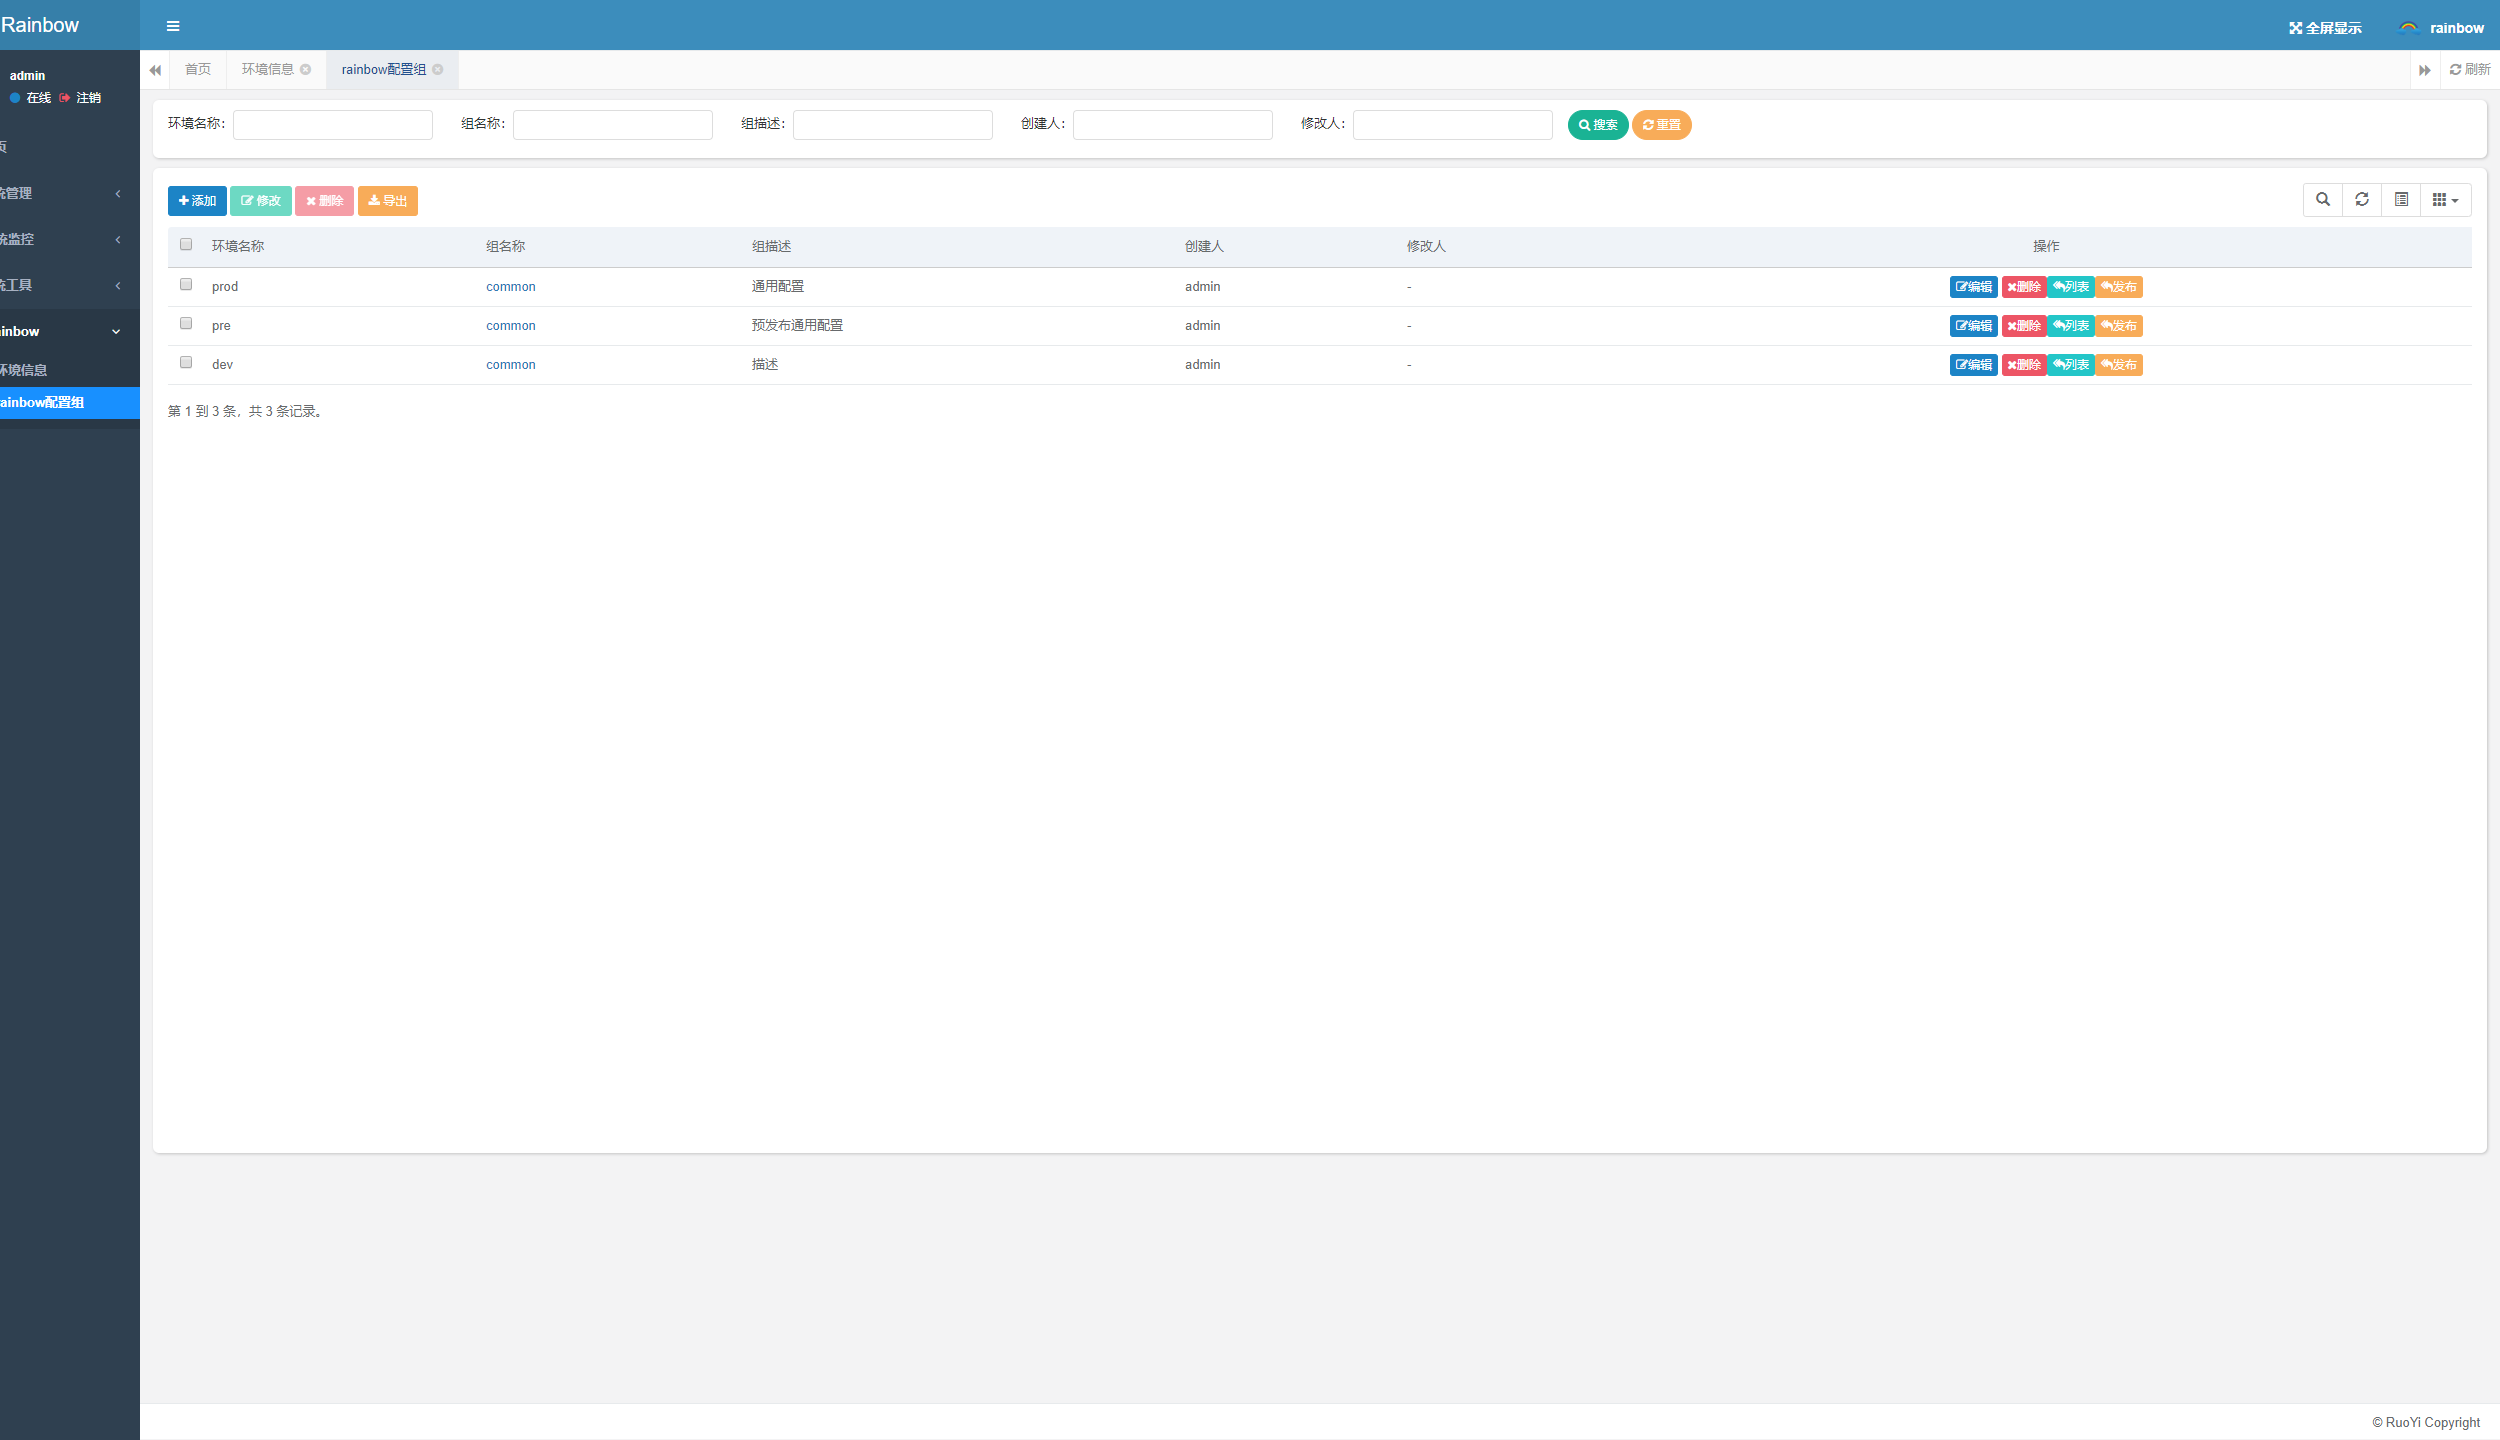 Rainbow
全屏显示 rainbow
admin
在线 注销
首页 环境信息 rainbow配置组 刷新
环境名称： 组名称： 组描述： 创建人： 修改人： 搜索 重置
页
统管理
统监控
统工具
inbow
环境信息
ainbow配置组
添加 修改 删除 导出
环境名称 组名称 组描述 创建人 修改人 操作
prod common 通用配置 admin - 编辑 删除 列表 发布
pre common 预发布通用配置 admin - 编辑 删除 列表 发布
dev common 描述 admin - 编辑 删除 列表 发布
第 1 到 3 条，共 3 条记录。
© RuoYi Copyright